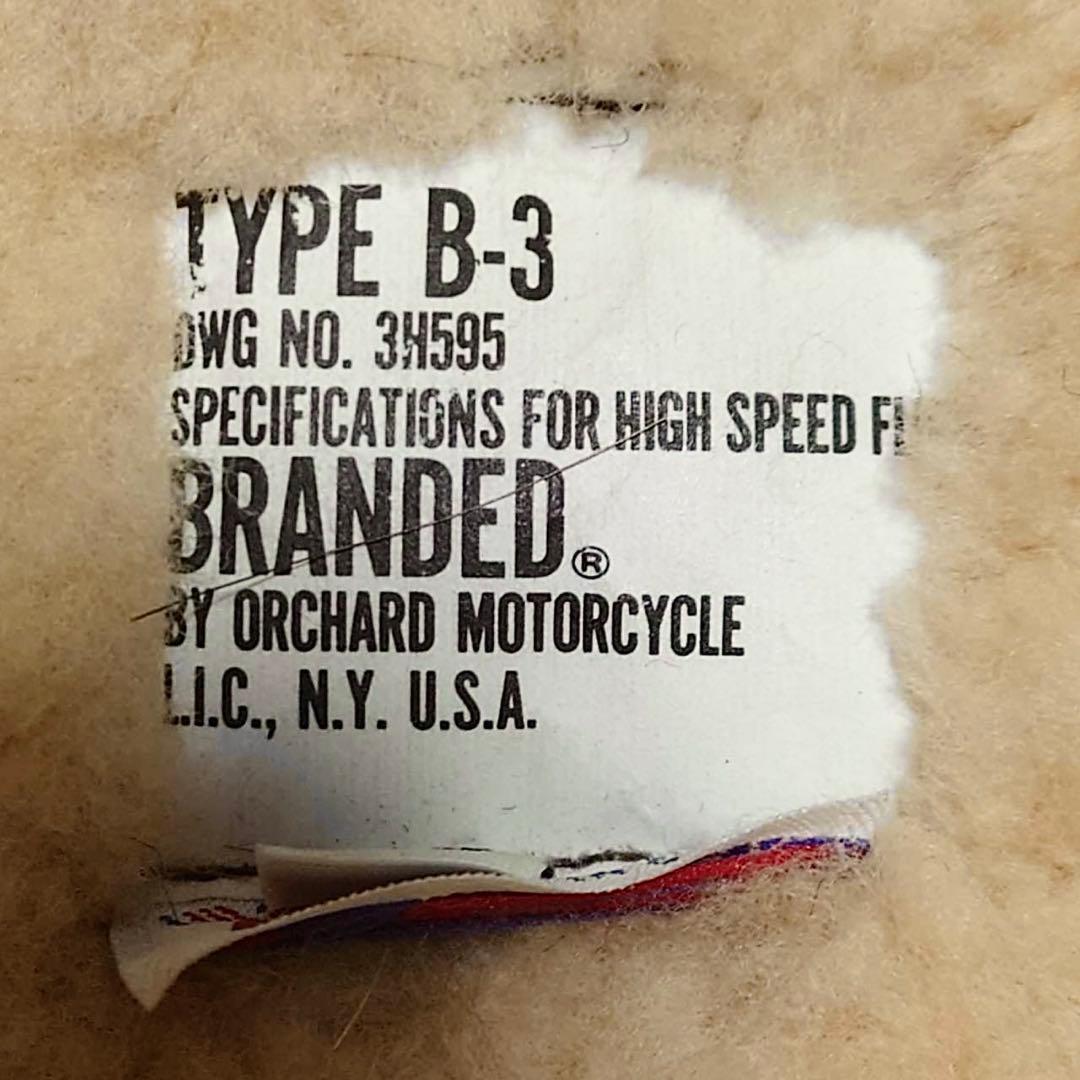 TYPE B-3
DWG NO. 3H595
SPECIFICATIONS FOR HIGH SPEED
BRANDED®
BY ORCHARD MOTORCYCLE
L.I.C., N.Y. U.S.A.